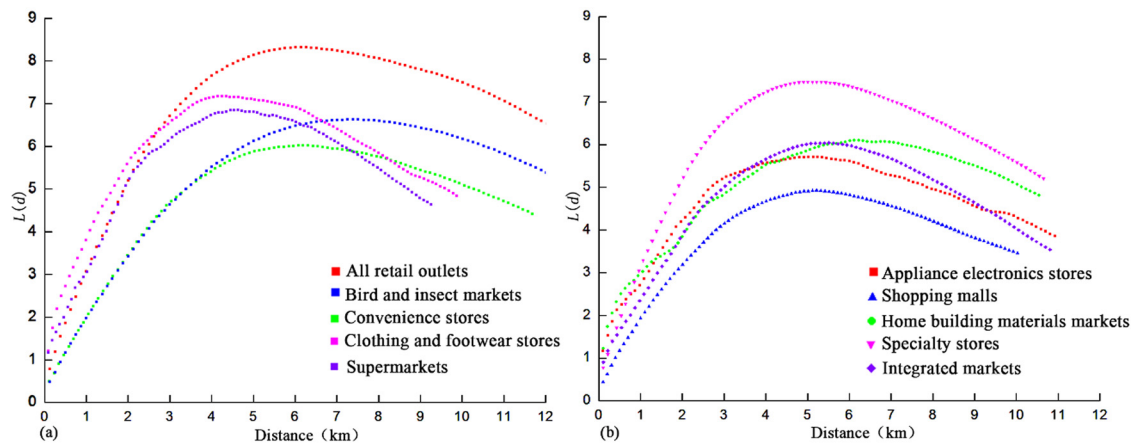 9
8
7
6
5
4
3
2
1
0
L(d)
All retail outlets
Bird and insect markets
Convenience stores
Clothing and footwear stores
Supermarkets
0 1 2 3 4 5 6 7 8 9 10 11 12
(a) Distance（km）
9
8
7
6
5
4
3
2
1
0
L(d)
Appliance electronics stores
Shopping malls
Home building materials markets
Specialty stores
Integrated markets
0 1 2 3 4 5 6 7 8 9 10 11 12
(b) Distance（km）